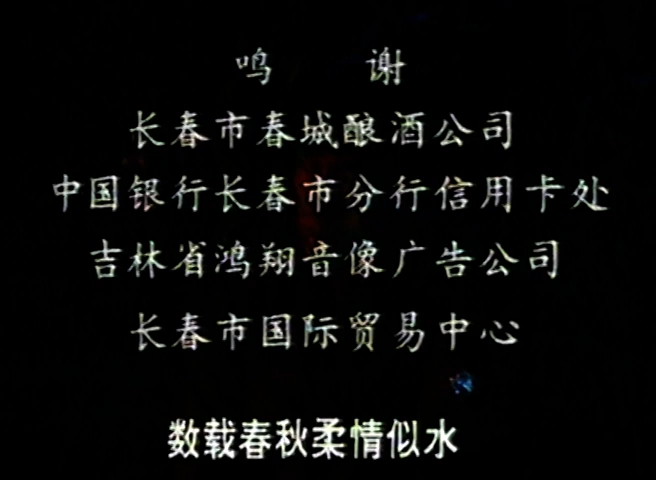 鸣 谢
长春市春城酿酒公司
中国银行长春市分行信用卡处
吉林省鸿翔音像广告公司
长春市国际贸易中心
数载春秋柔情似水